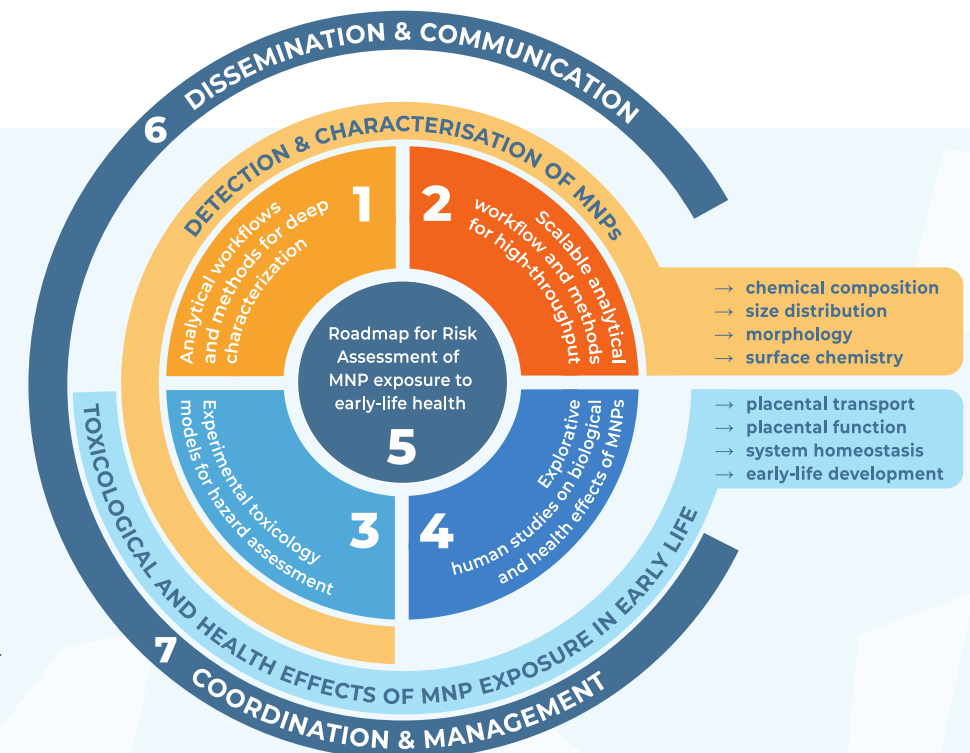 6 DISSEMINATION & COMMUNICATION
DETECTION & CHARACTERISATION OF MNPs
1
Analytical workflows
and methods for deep
characterization
2
Scalable analytical
workflow and methods
for high-throughput
→ chemical composition
→ size distribution
→ morphology
→ surface chemistry
Roadmap for Risk
Assessment of
MNP exposure to
early-life health
5
→ placental transport
→ placental function
→ system homeostasis
→ early-life development
3
Experimental toxicology
models for hazard assessment
4
Explorative
human studies on biological
and health effects of MNPs
TOXICOLOGICAL AND HEALTH EFFECTS OF MNP EXPOSURE IN EARLY LIFE
7 COORDINATION & MANAGEMENT